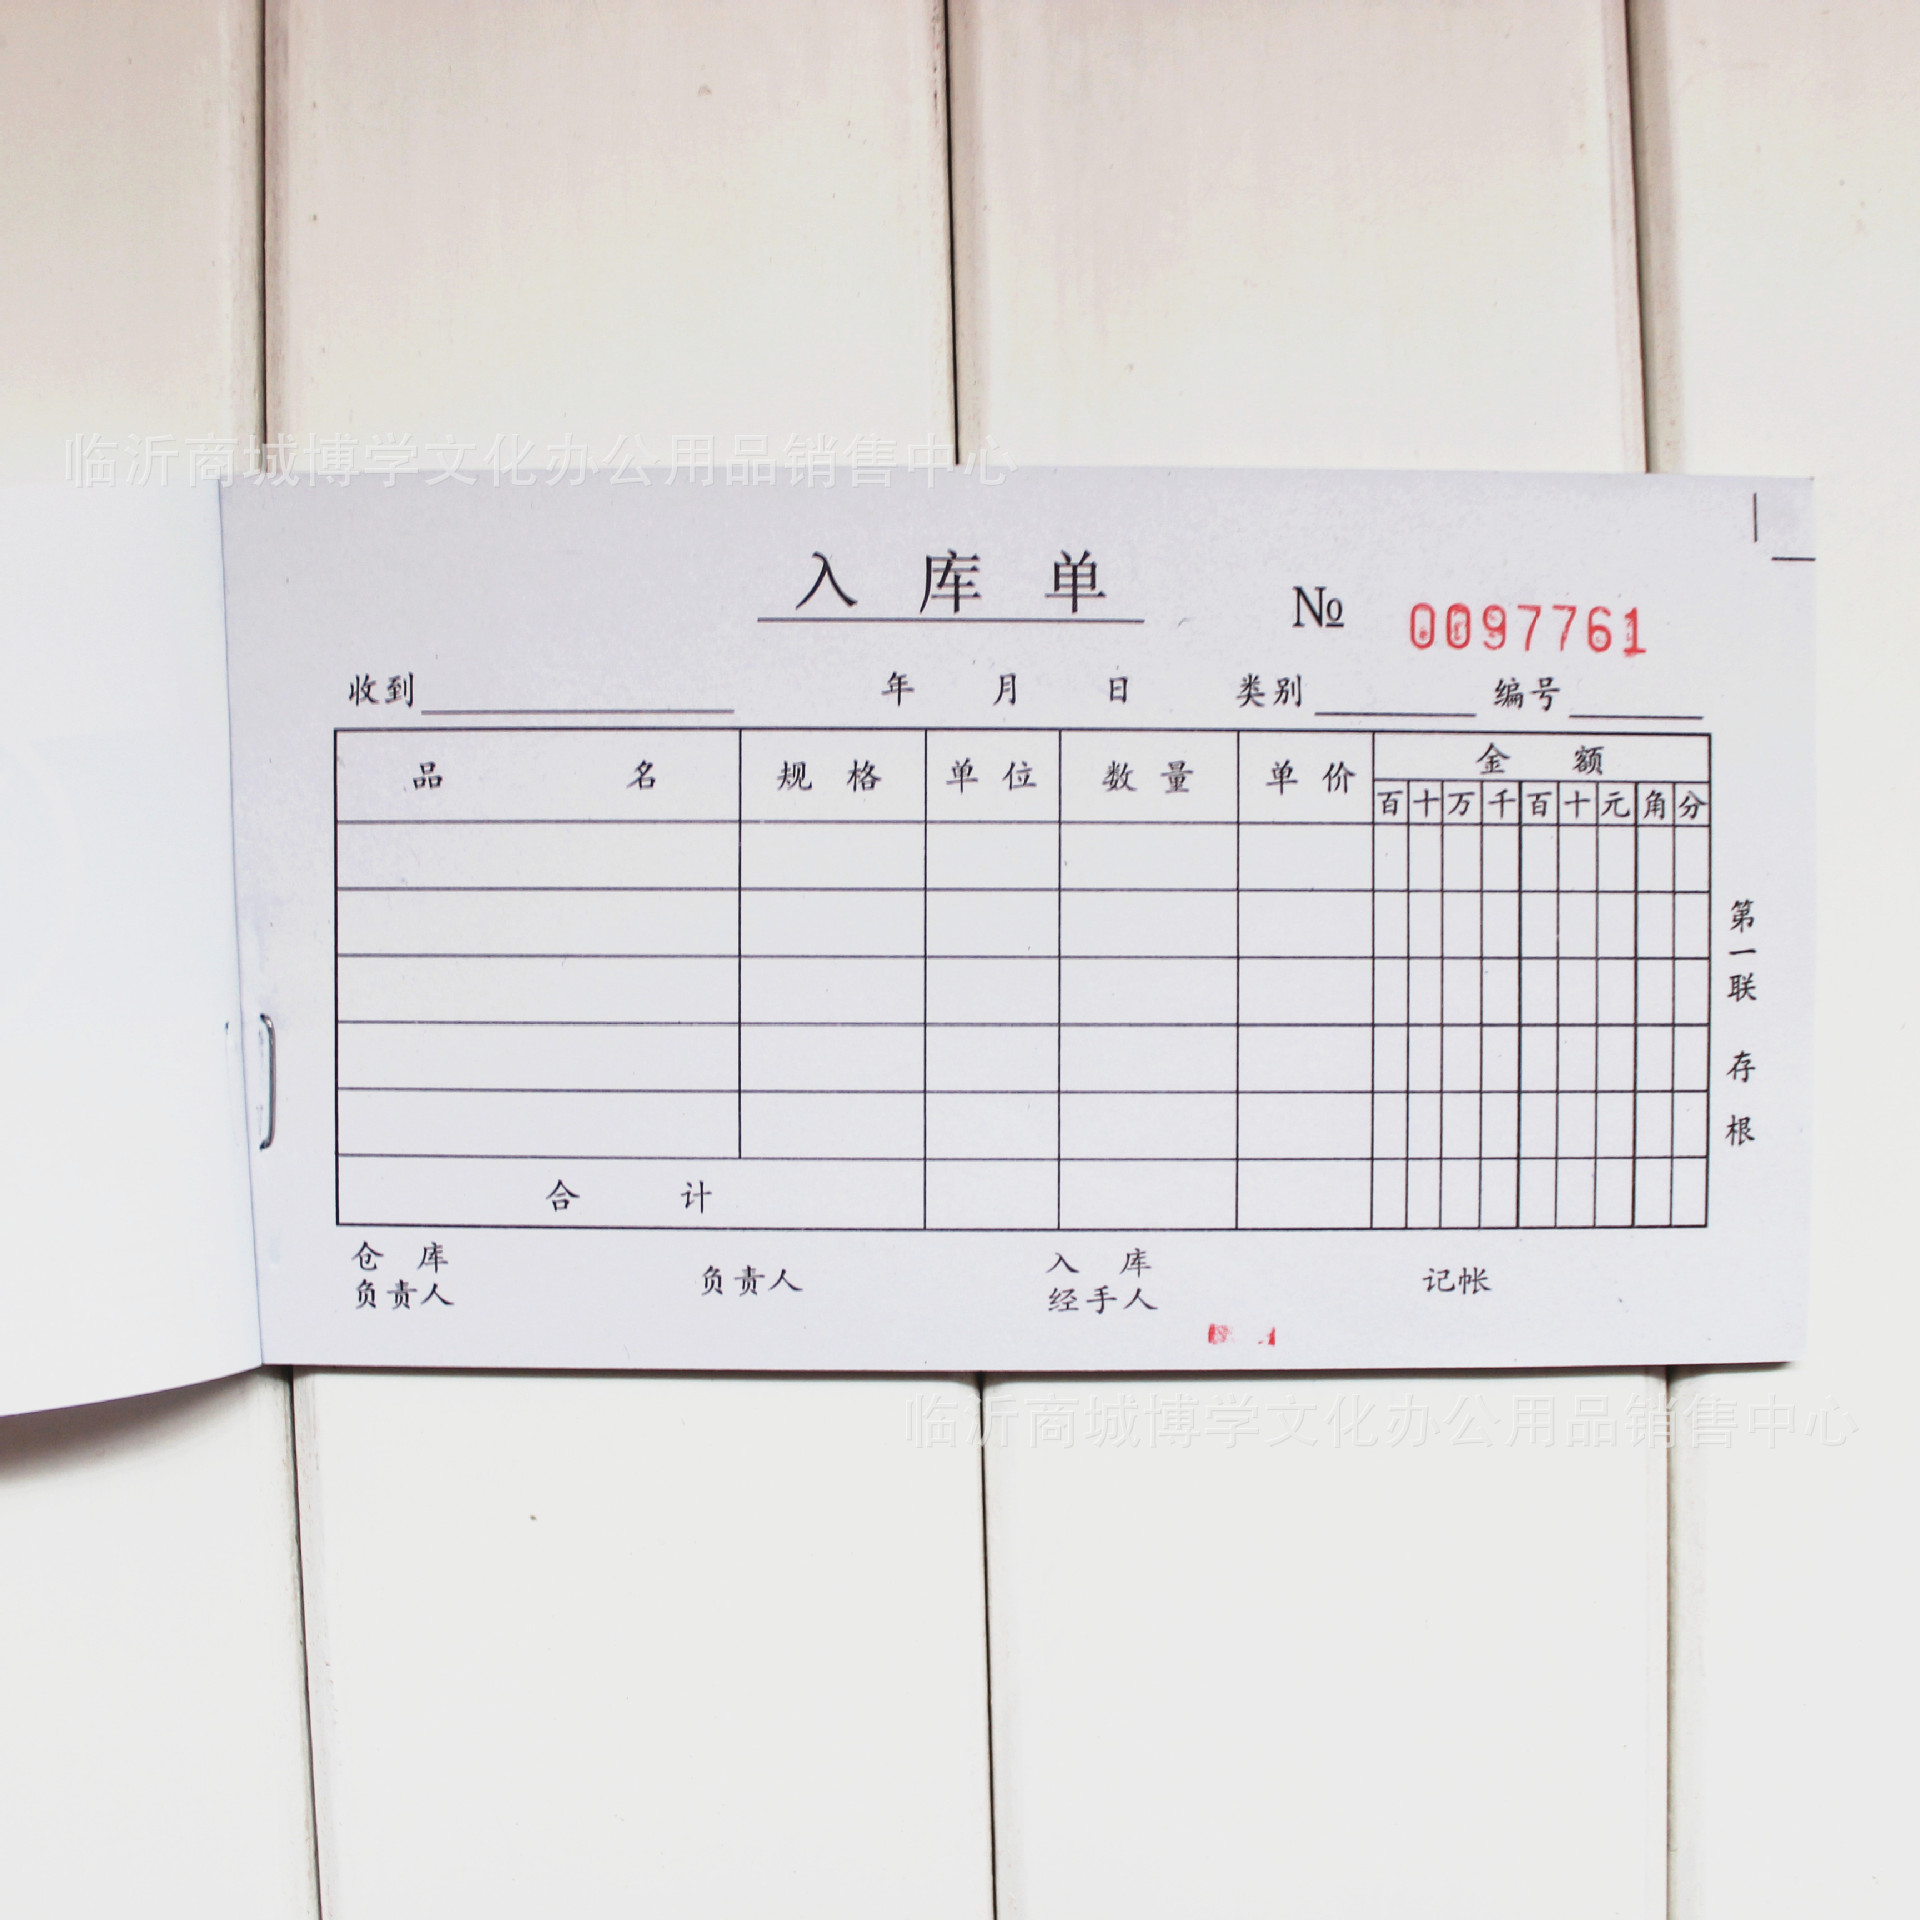 临沂商城博学文化办公用品销售中心
入库单
№ 0097761
收到 年 月 日 类别 编号
品名 规格 单位 数量 单价 金额
百 十 万 千 百 十 元 角 分
合计
第一联 存根
仓库负责人 负责人 入库经手人 记帐
临沂商城博学文化办公用品销售中心